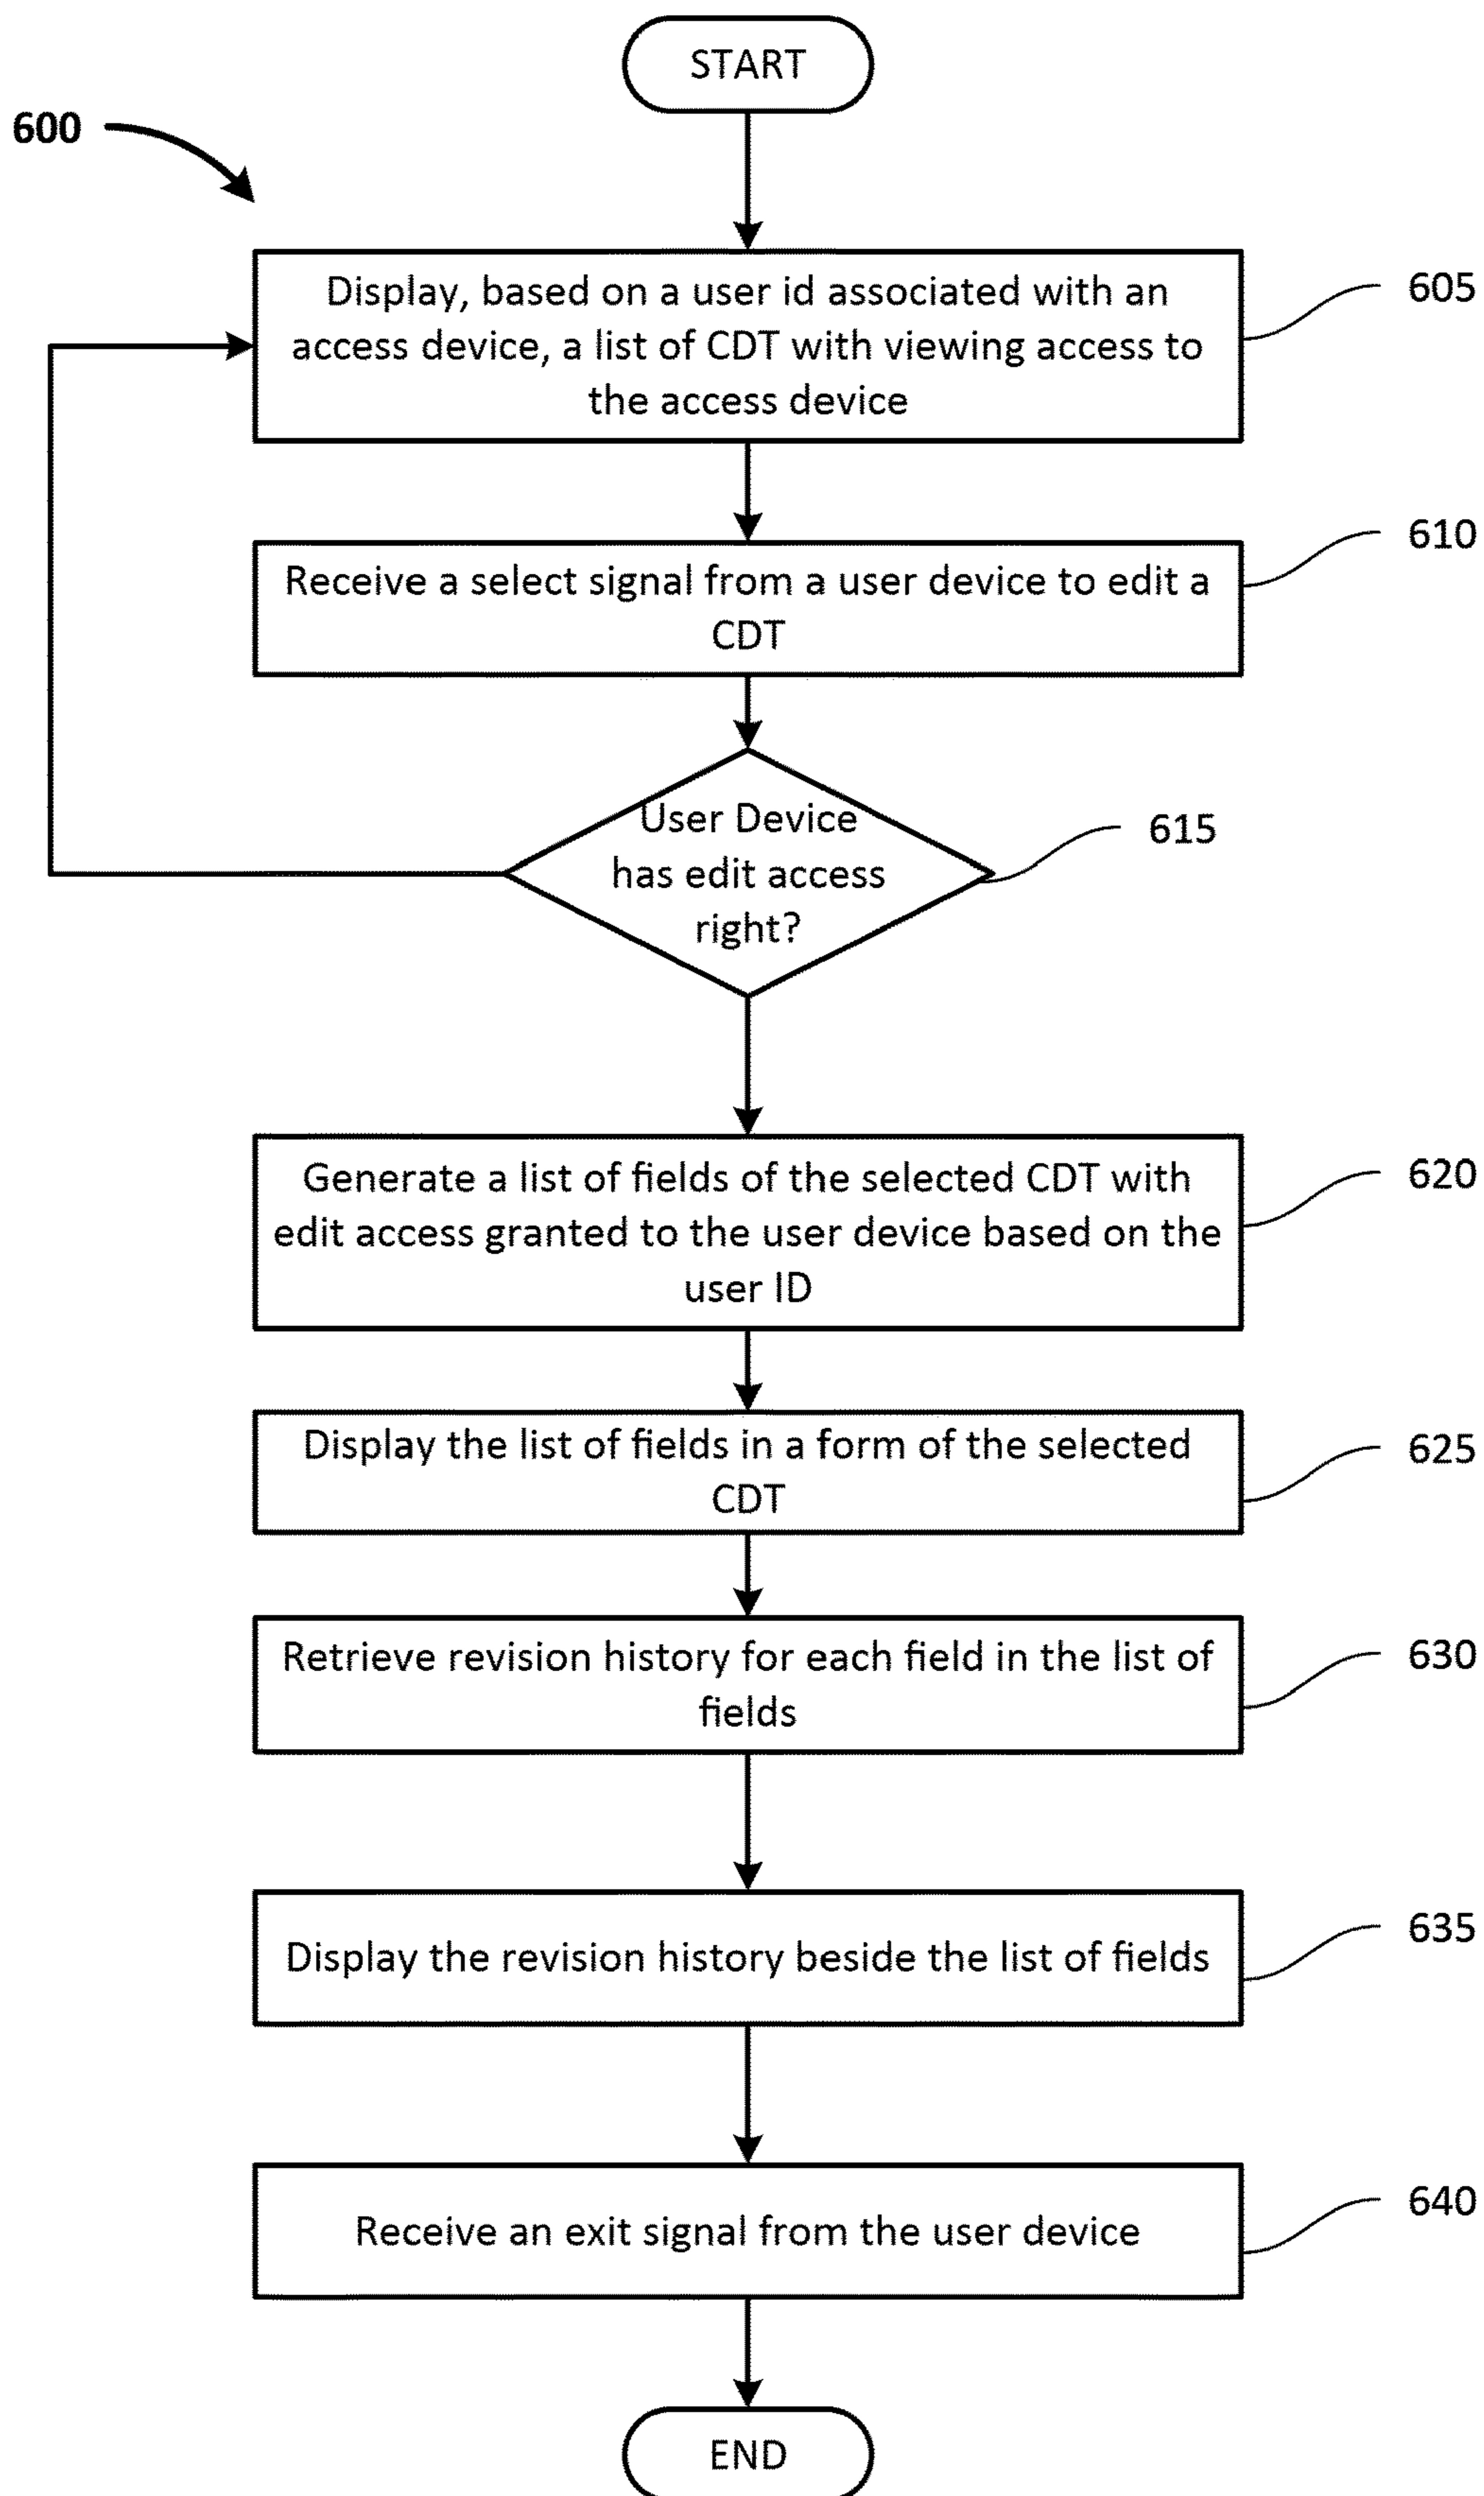 START
600
Display, based on a user id associated with an
access device, a list of CDT with viewing access to
the access device
605
Receive a select signal from a user device to edit a
CDT
610
User Device
has edit access
right?
615
Generate a list of fields of the selected CDT with
edit access granted to the user device based on the
user ID
620
Display the list of fields in a form of the selected
CDT
625
Retrieve revision history for each field in the list of
fields
630
Display the revision history beside the list of fields
635
Receive an exit signal from the user device
640
END